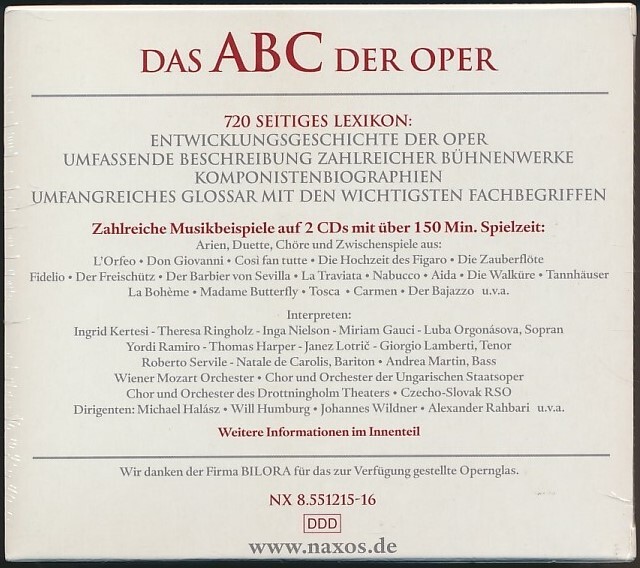 DAS ABC DER OPER
720 SEITIGES LEXIKON:
ENTWICKLUNGSGESCHICHTE DER OPER
UMFASSENDE BESCHREIBUNG ZAHLREICHER BÜHNENWERKE
KOMPONISTENBIOGRAPHIEN
UMFANGREICHES GLOSSAR MIT DEN WICHTIGSTEN FACHBEGRIFFEN
Zahlreiche Musikbeispiele auf 2 CDs mit über 150 Min. Spielzeit:
Arien, Duette, Chöre und Zwischenspiele aus:
L'Orfeo • Don Giovanni • Così fan tutte • Die Hochzeit des Figaro • Die Zauberflöte
Fidelio • Der Freischütz • Der Barbier von Sevilla • La Traviata • Nabucco • Aida • Die Walküre • Tannhäuser
La Bohème • Madame Butterfly • Tosca • Carmen • Der Bajazzo u.v.a.
Interpreten:
Ingrid Kertesi - Theresa Ringholz - Inga Nielson - Miriam Gauci - Luba Orgonásova, Sopran
Yordi Ramiro - Thomas Harper - Janez Lotrič - Giorgio Lamberti, Tenor
Roberto Servile - Natale de Carolis, Bariton • Andrea Martin, Bass
Wiener Mozart Orchester • Chor und Orchester der Ungarischen Staatsoper
Chor und Orchester des Drottningholm Theaters • Czecho-Slovak RSO
Dirigenten: Michael Halász • Will Humburg • Johannes Wildner • Alexander Rahbari u.v.a.
Weitere Informationen im Innenteil
Wir danken der Firma BILORA für das zur Verfügung gestellte Opernglas.
NX 8.551215-16
DDD
www.naxos.de